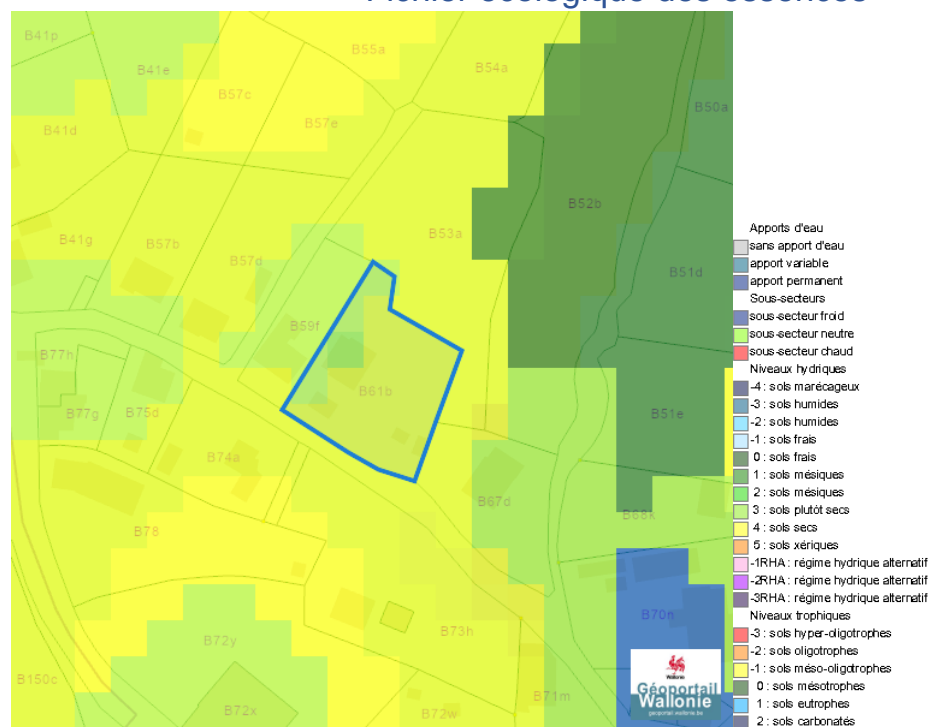 Fichier écologique des essences
B41p
B41e
B55a
B54a
B57c
B57e
B50a
B41d
B52b
B53a
B41g
B57b
B57d
B51d
B59f
B77h
B61b
B77g
B75d
B51e
B74a
B67d
B78
B68k
B70n
B73h
B72y
B150c
B71m
B72x
B72w
Apports d'eau
sans apport d'eau
apport variable
apport permanent
Sous-secteurs
sous-secteur froid
sous-secteur neutre
sous-secteur chaud
Niveaux hydriques
-4 : sols marécageux
-3 : sols humides
-2 : sols humides
-1 : sols frais
0 : sols frais
1 : sols mésiques
2 : sols mésiques
3 : sols plutôt secs
4 : sols secs
5 : sols xériques
-1RHA : régime hydrique alternatif
-2RHA : régime hydrique alternatif
-3RHA : régime hydrique alternatif
Niveaux trophiques
-3 : sols hyper-oligotrophes
-2 : sols oligotrophes
-1 : sols méso-oligotrophes
0 : sols mésotrophes
1 : sols eutrophes
2 : sols carbonatés
Wallonie
Géoportail
Wallonie
geoportail.wallonie.be